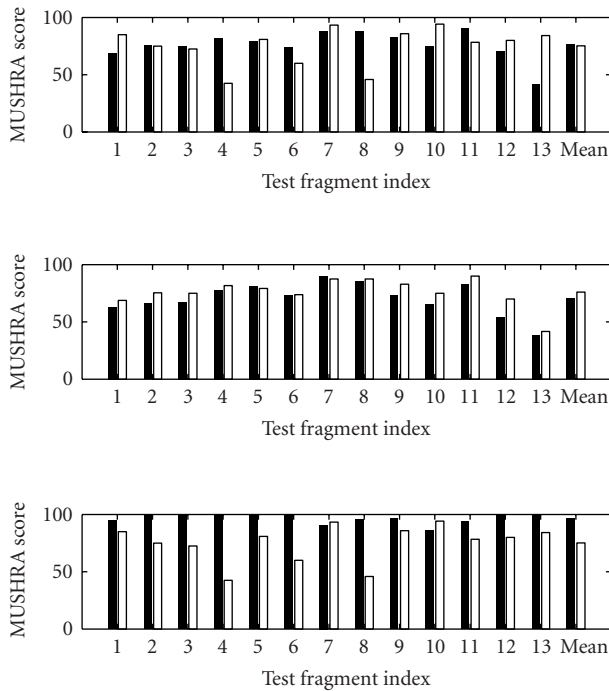 MUSHRA score
100
50
0
1 2 3 4 5 6 7 8 9 10 11 12 13 Mean
Test fragment index
MUSHRA score
100
50
0
1 2 3 4 5 6 7 8 9 10 11 12 13 Mean
Test fragment index
MUSHRA score
100
50
0
1 2 3 4 5 6 7 8 9 10 11 12 13 Mean
Test fragment index